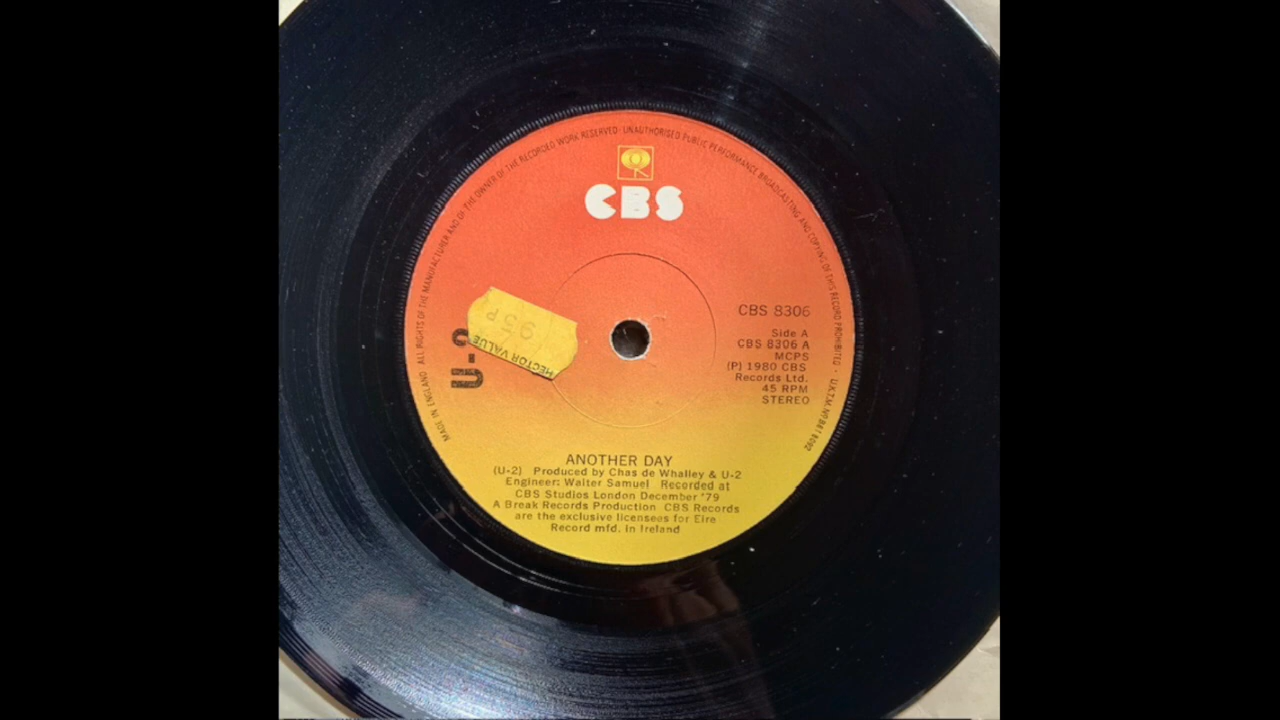 MADE IN ENGLAND ALL RIGHTS OF THE MANUFACTURER AND OF THE OWNER OF THE RECORDED WORK RESERVED · UNAUTHORISED PUBLIC PERFORMANCE BROADCASTING AND COPYING OF THIS RECORD PROHIBITED · U.K.T.M. No
CBS
U-2
95P
HECTOR VALUE
CBS 8306
Side A
CBS 8306 A
MCPS
(P) 1980 CBS
Records Ltd.
45 RPM
STEREO
ANOTHER DAY
(U-2) Produced by Chas de Whalley & U-2
Engineer: Walter Samuel Recorded at
CBS Studios London December '79
A Break Records Production CBS Records
are the exclusive licensees for Eire
Record mfd. in Ireland